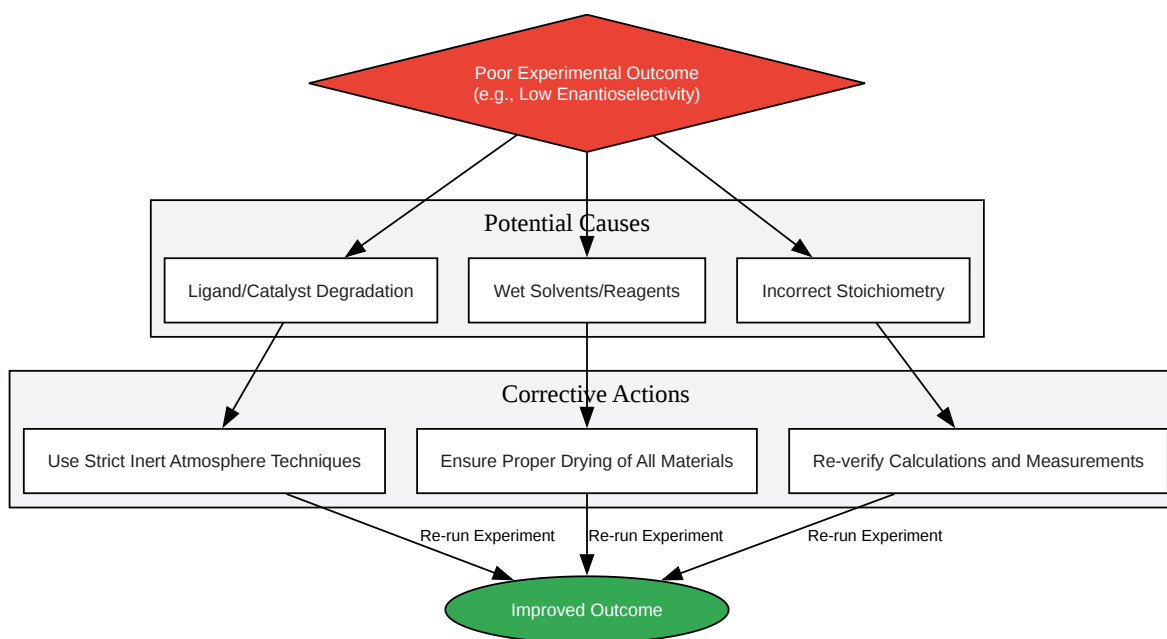 Poor Experimental Outcome
(e.g., Low Enantioselectivity)
Potential Causes
Ligand/Catalyst Degradation
Wet Solvents/Reagents
Incorrect Stoichiometry
Corrective Actions
Use Strict Inert Atmosphere Techniques
Ensure Proper Drying of All Materials
Re-verify Calculations and Measurements
Re-run Experiment
Re-run Experiment
Re-run Experiment
Improved Outcome